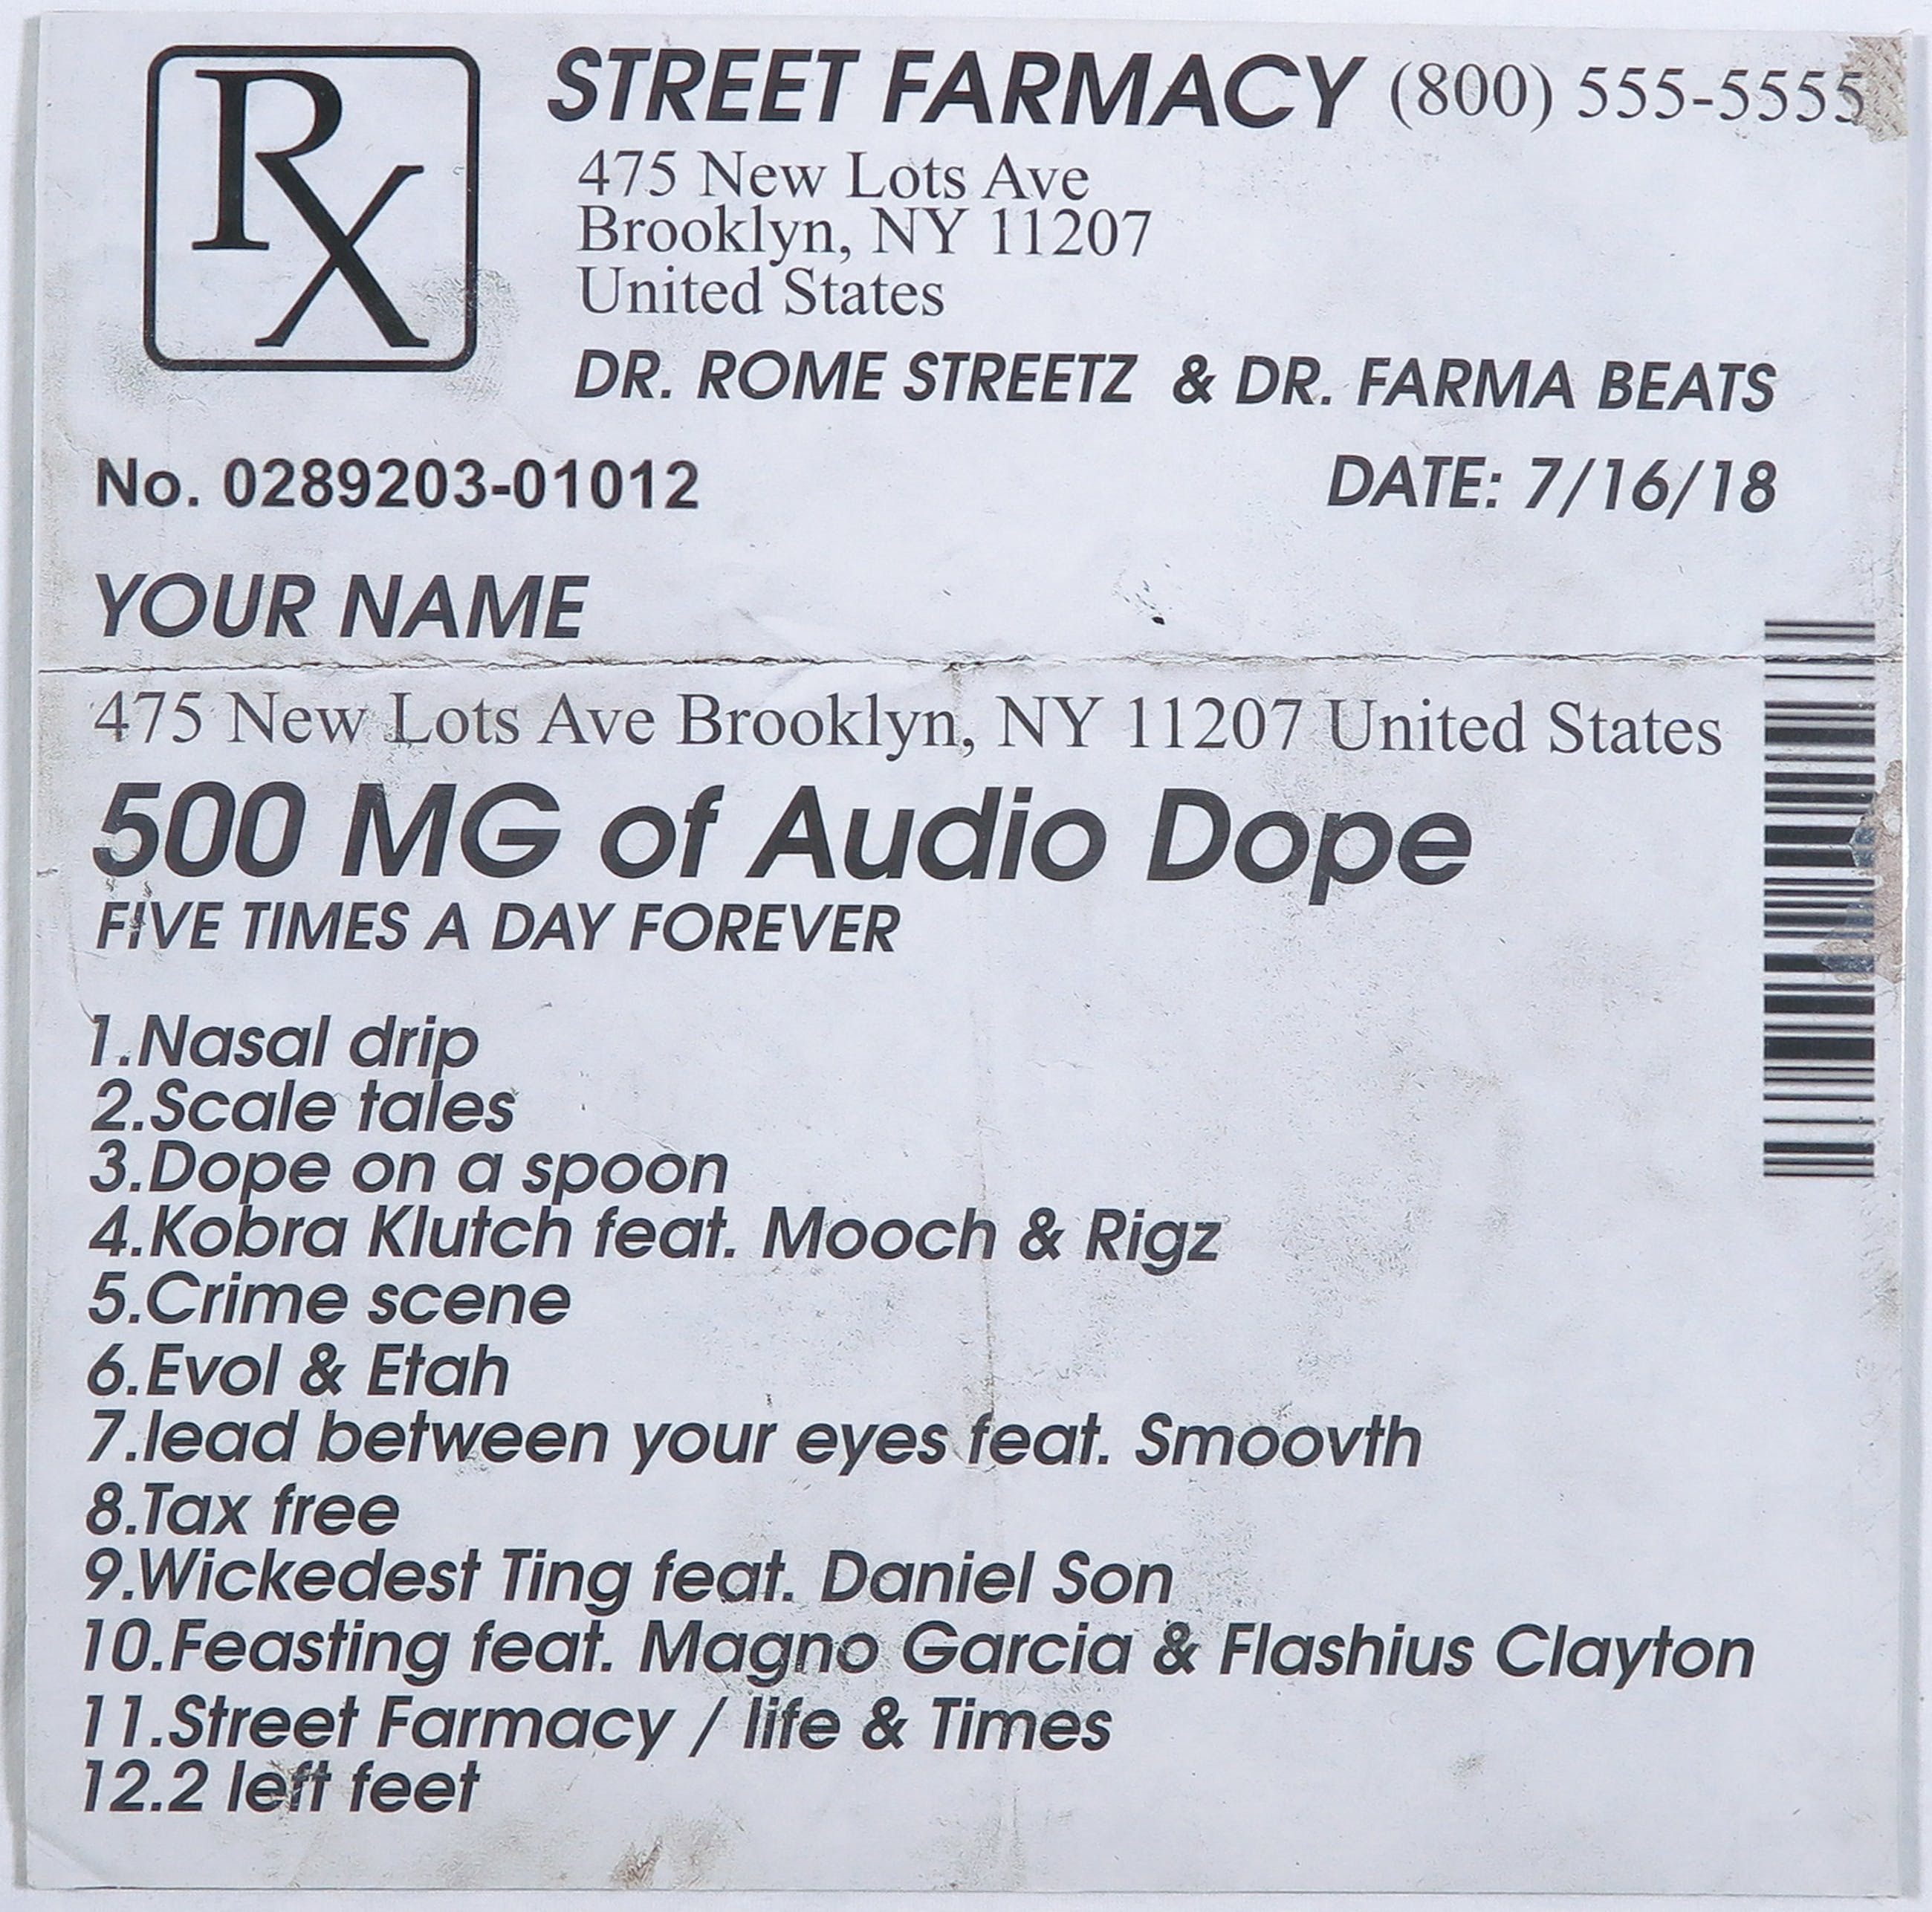 Rx
STREET FARMACY (800) 555-5555
475 New Lots Ave
Brooklyn, NY 11207
United States
DR. ROME STREETZ & DR. FARMA BEATS
No. 0289203-01012
DATE: 7/16/18
YOUR NAME
475 New Lots Ave Brooklyn, NY 11207 United States
500 MG of Audio Dope
FIVE TIMES A DAY FOREVER
1.Nasal drip
2.Scale tales
3.Dope on a spoon
4.Kobra Klutch feat. Mooch & Rigz
5.Crime scene
6.Evol & Etah
7.lead between your eyes feat. Smoovth
8.Tax free
9.Wickedest Ting feat. Daniel Son
10.Feasting feat. Magno Garcia & Flashius Clayton
11.Street Farmacy / life & Times
12.2 left feet